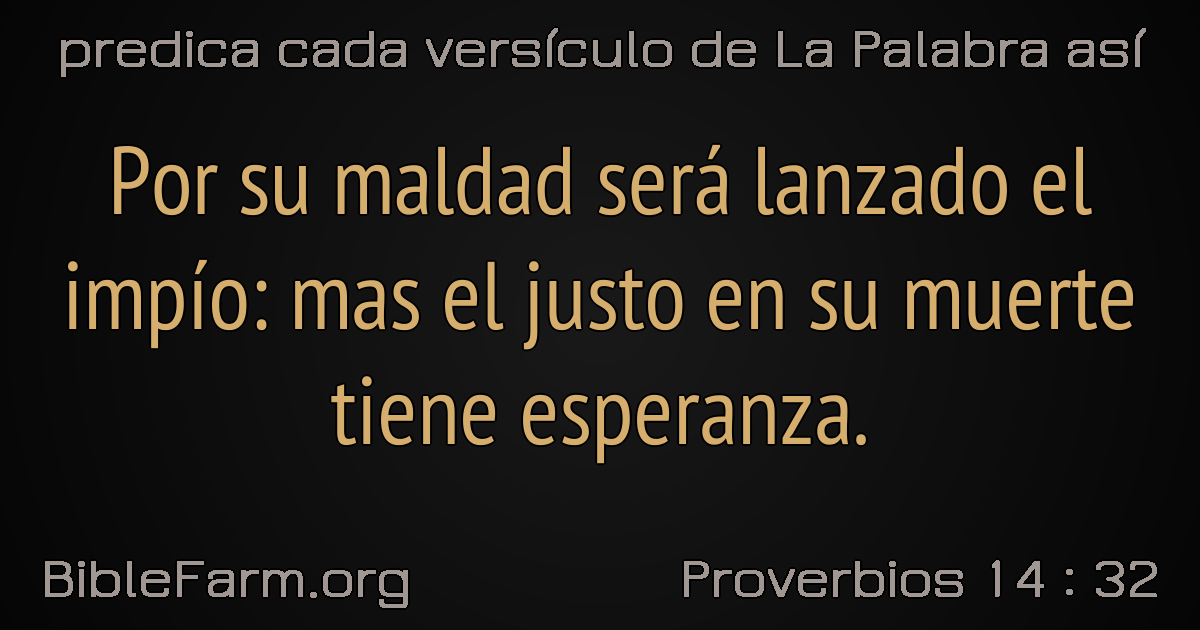 predica cada versículo de La Palabra así
Por su maldad será lanzado el
impío: mas el justo en su muerte
tiene esperanza.
BibleFarm.org
Proverbios 14 : 32